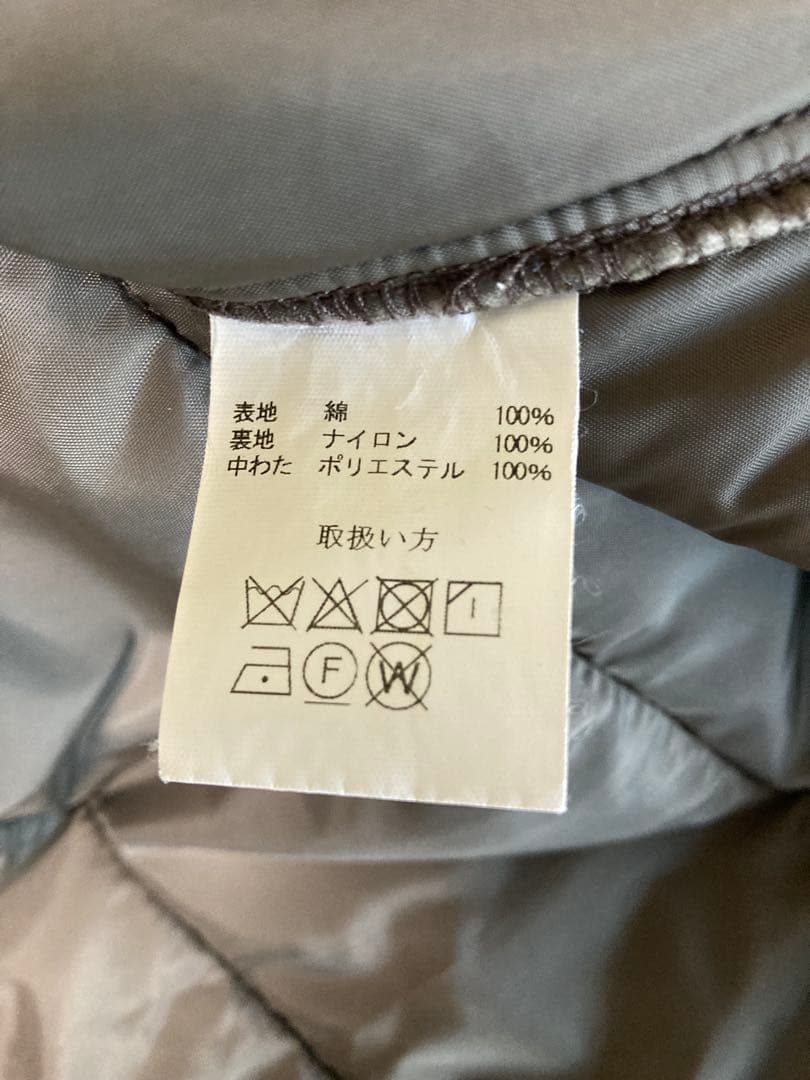 表地 綿 100%
裏地 ナイロン 100%
中わた ポリエステル 100%
取扱い方
F W